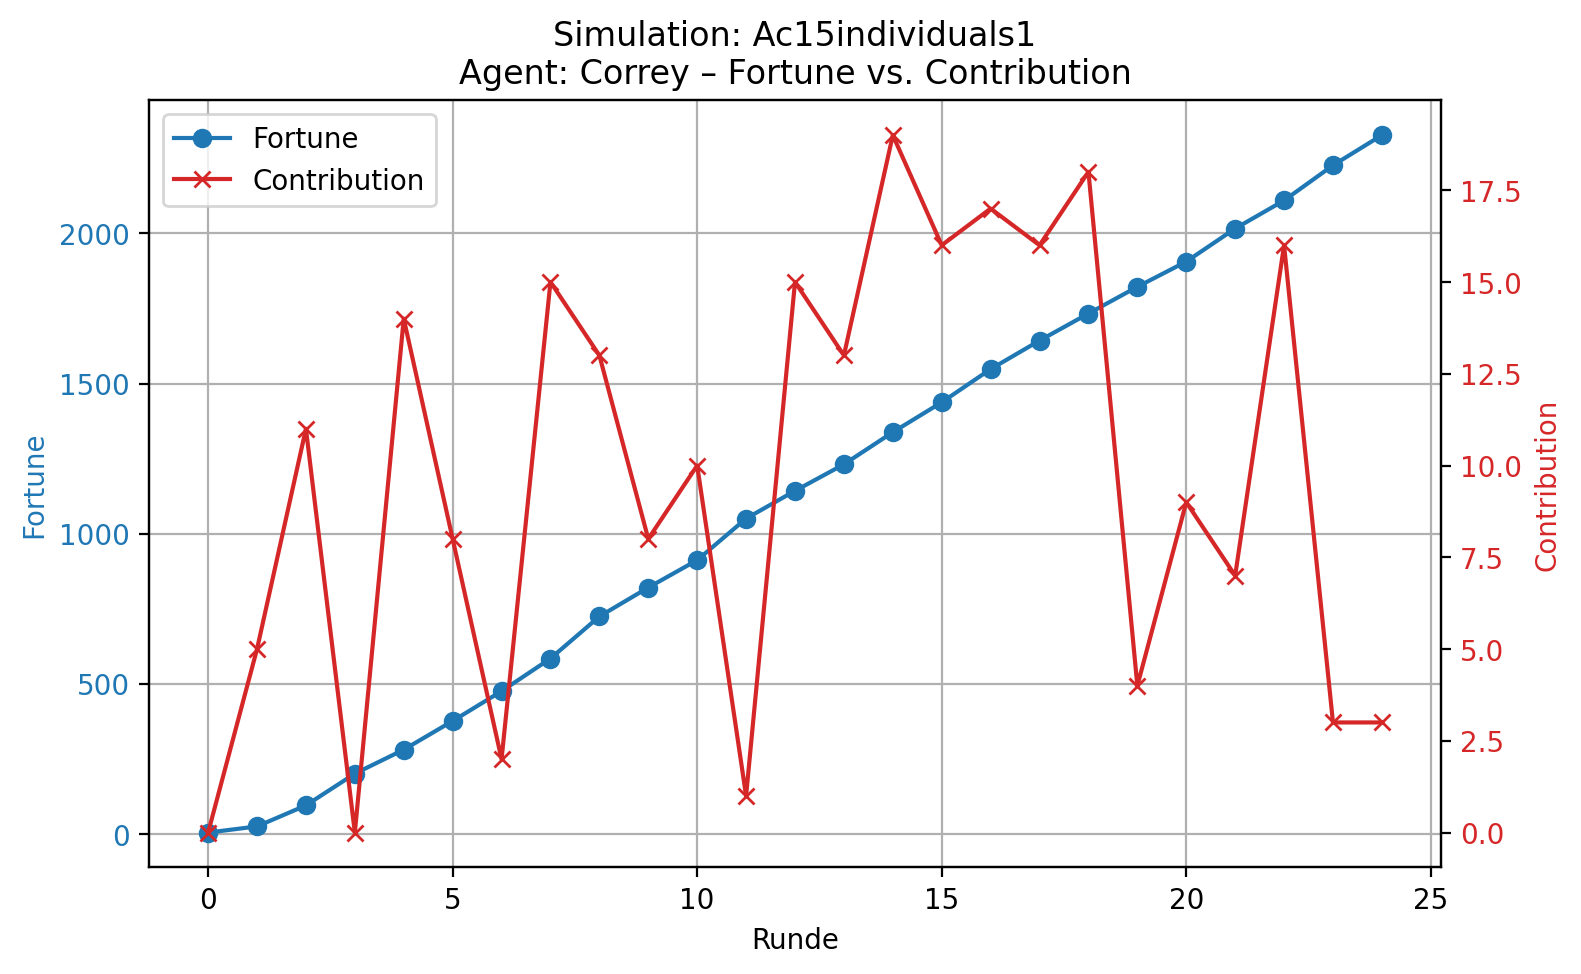 Simulation: Ac15individuals1
Agent: Correy – Fortune vs. Contribution
Fortune
Contribution
2000
1500
1000
500
0
Fortune
17.5
15.0
12.5
10.0
7.5
5.0
2.5
0.0
Contribution
0 5 10 15 20 25
Runde